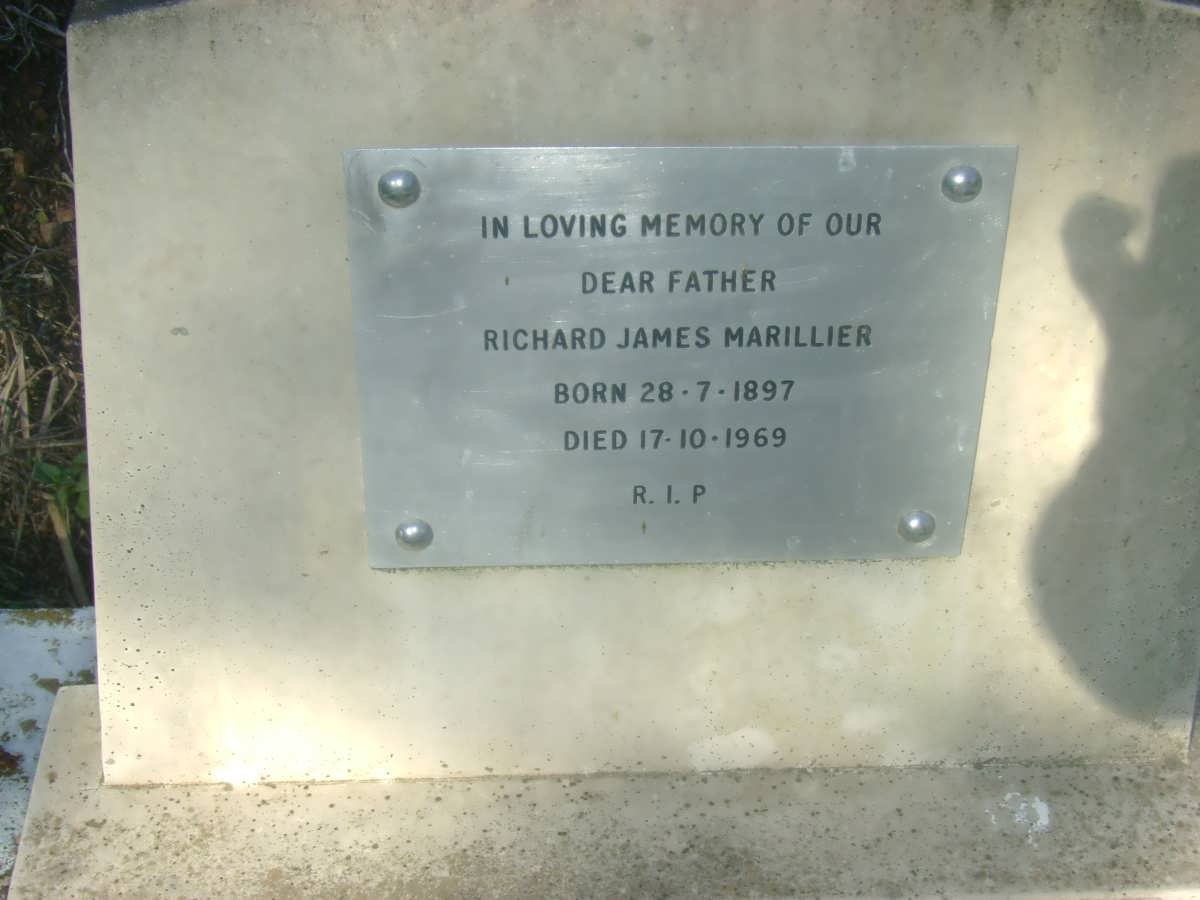 IN LOVING MEMORY OF OUR
DEAR FATHER
RICHARD JAMES MARILLIER
BORN 28·7·1897
DIED 17·10·1969
R. I. P